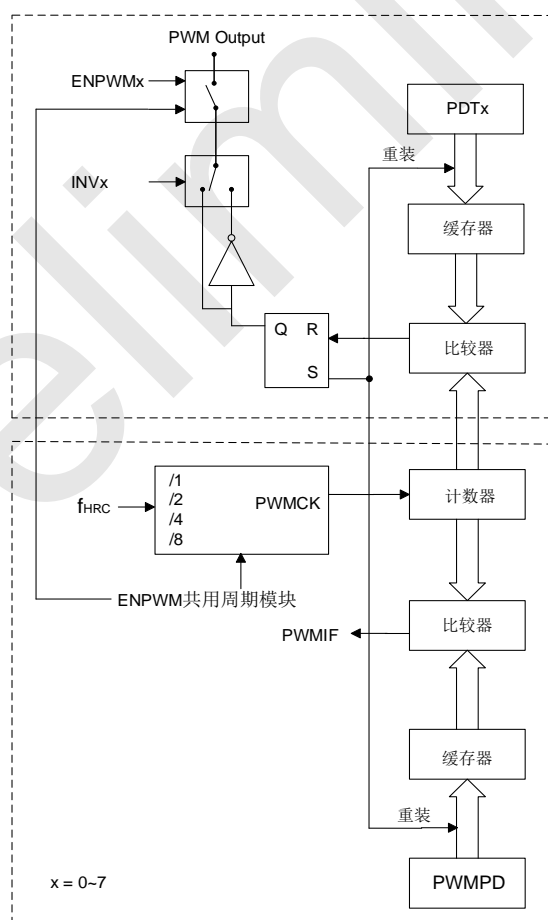 PWM Output
ENPWMx
PDTx
重装
INVx
缓存器
Q R
S
比较器
/1
/2
/4
/8
fHRC
PWMCK
计数器
ENPWM共用周期模块
比较器
PWMIF
缓存器
重装
PWMPD
x = 0~7
elimi